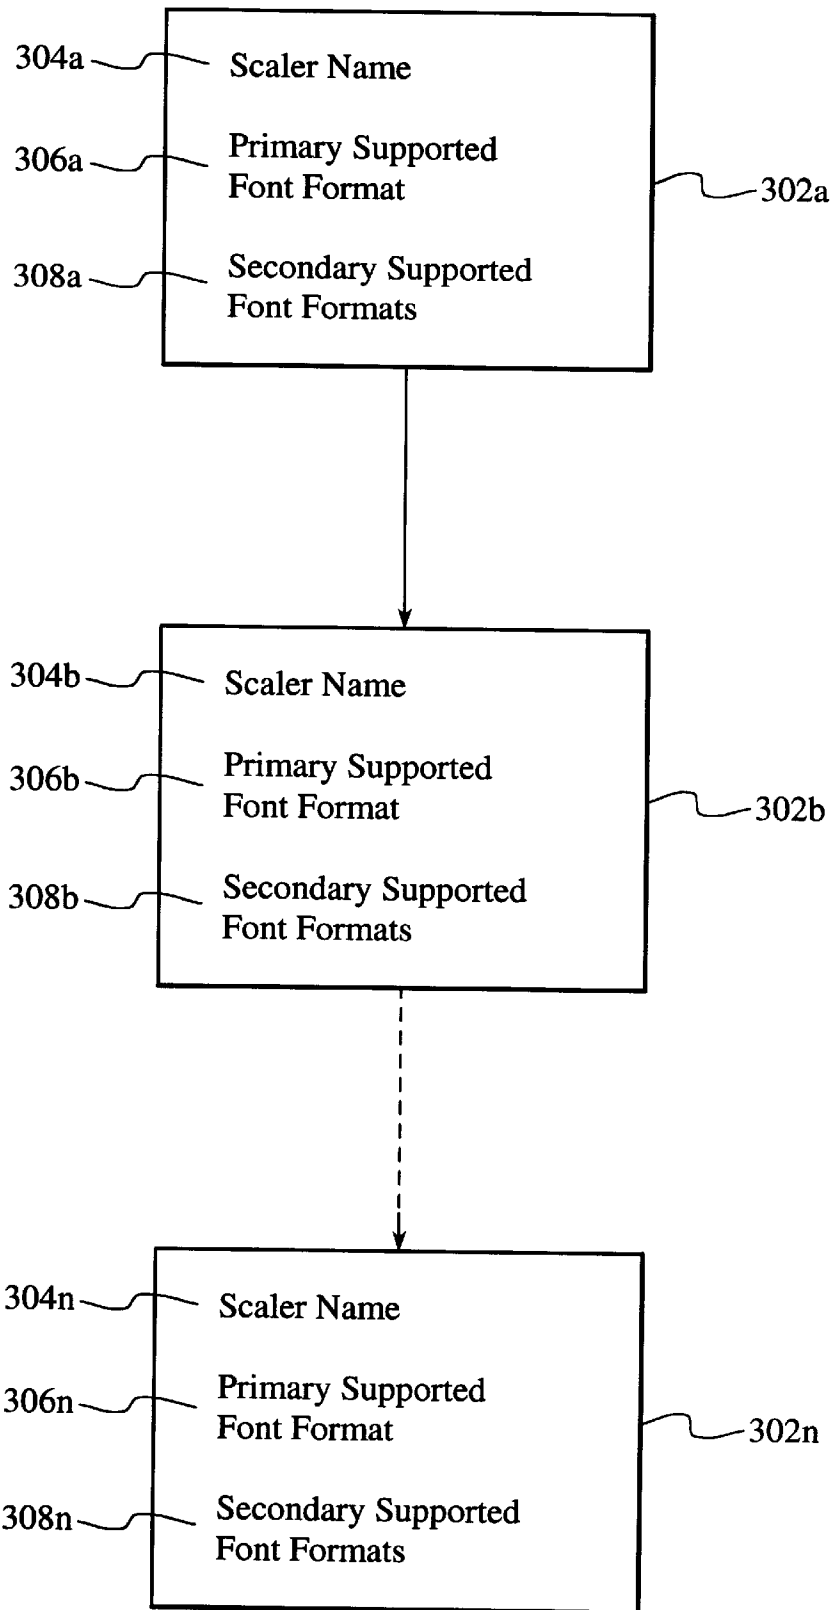 304a
Scaler Name
306a
Primary Supported
Font Format
302a
308a
Secondary Supported
Font Formats
304b
Scaler Name
306b
Primary Supported
Font Format
302b
308b
Secondary Supported
Font Formats
304n
Scaler Name
306n
Primary Supported
Font Format
302n
308n
Secondary Supported
Font Formats